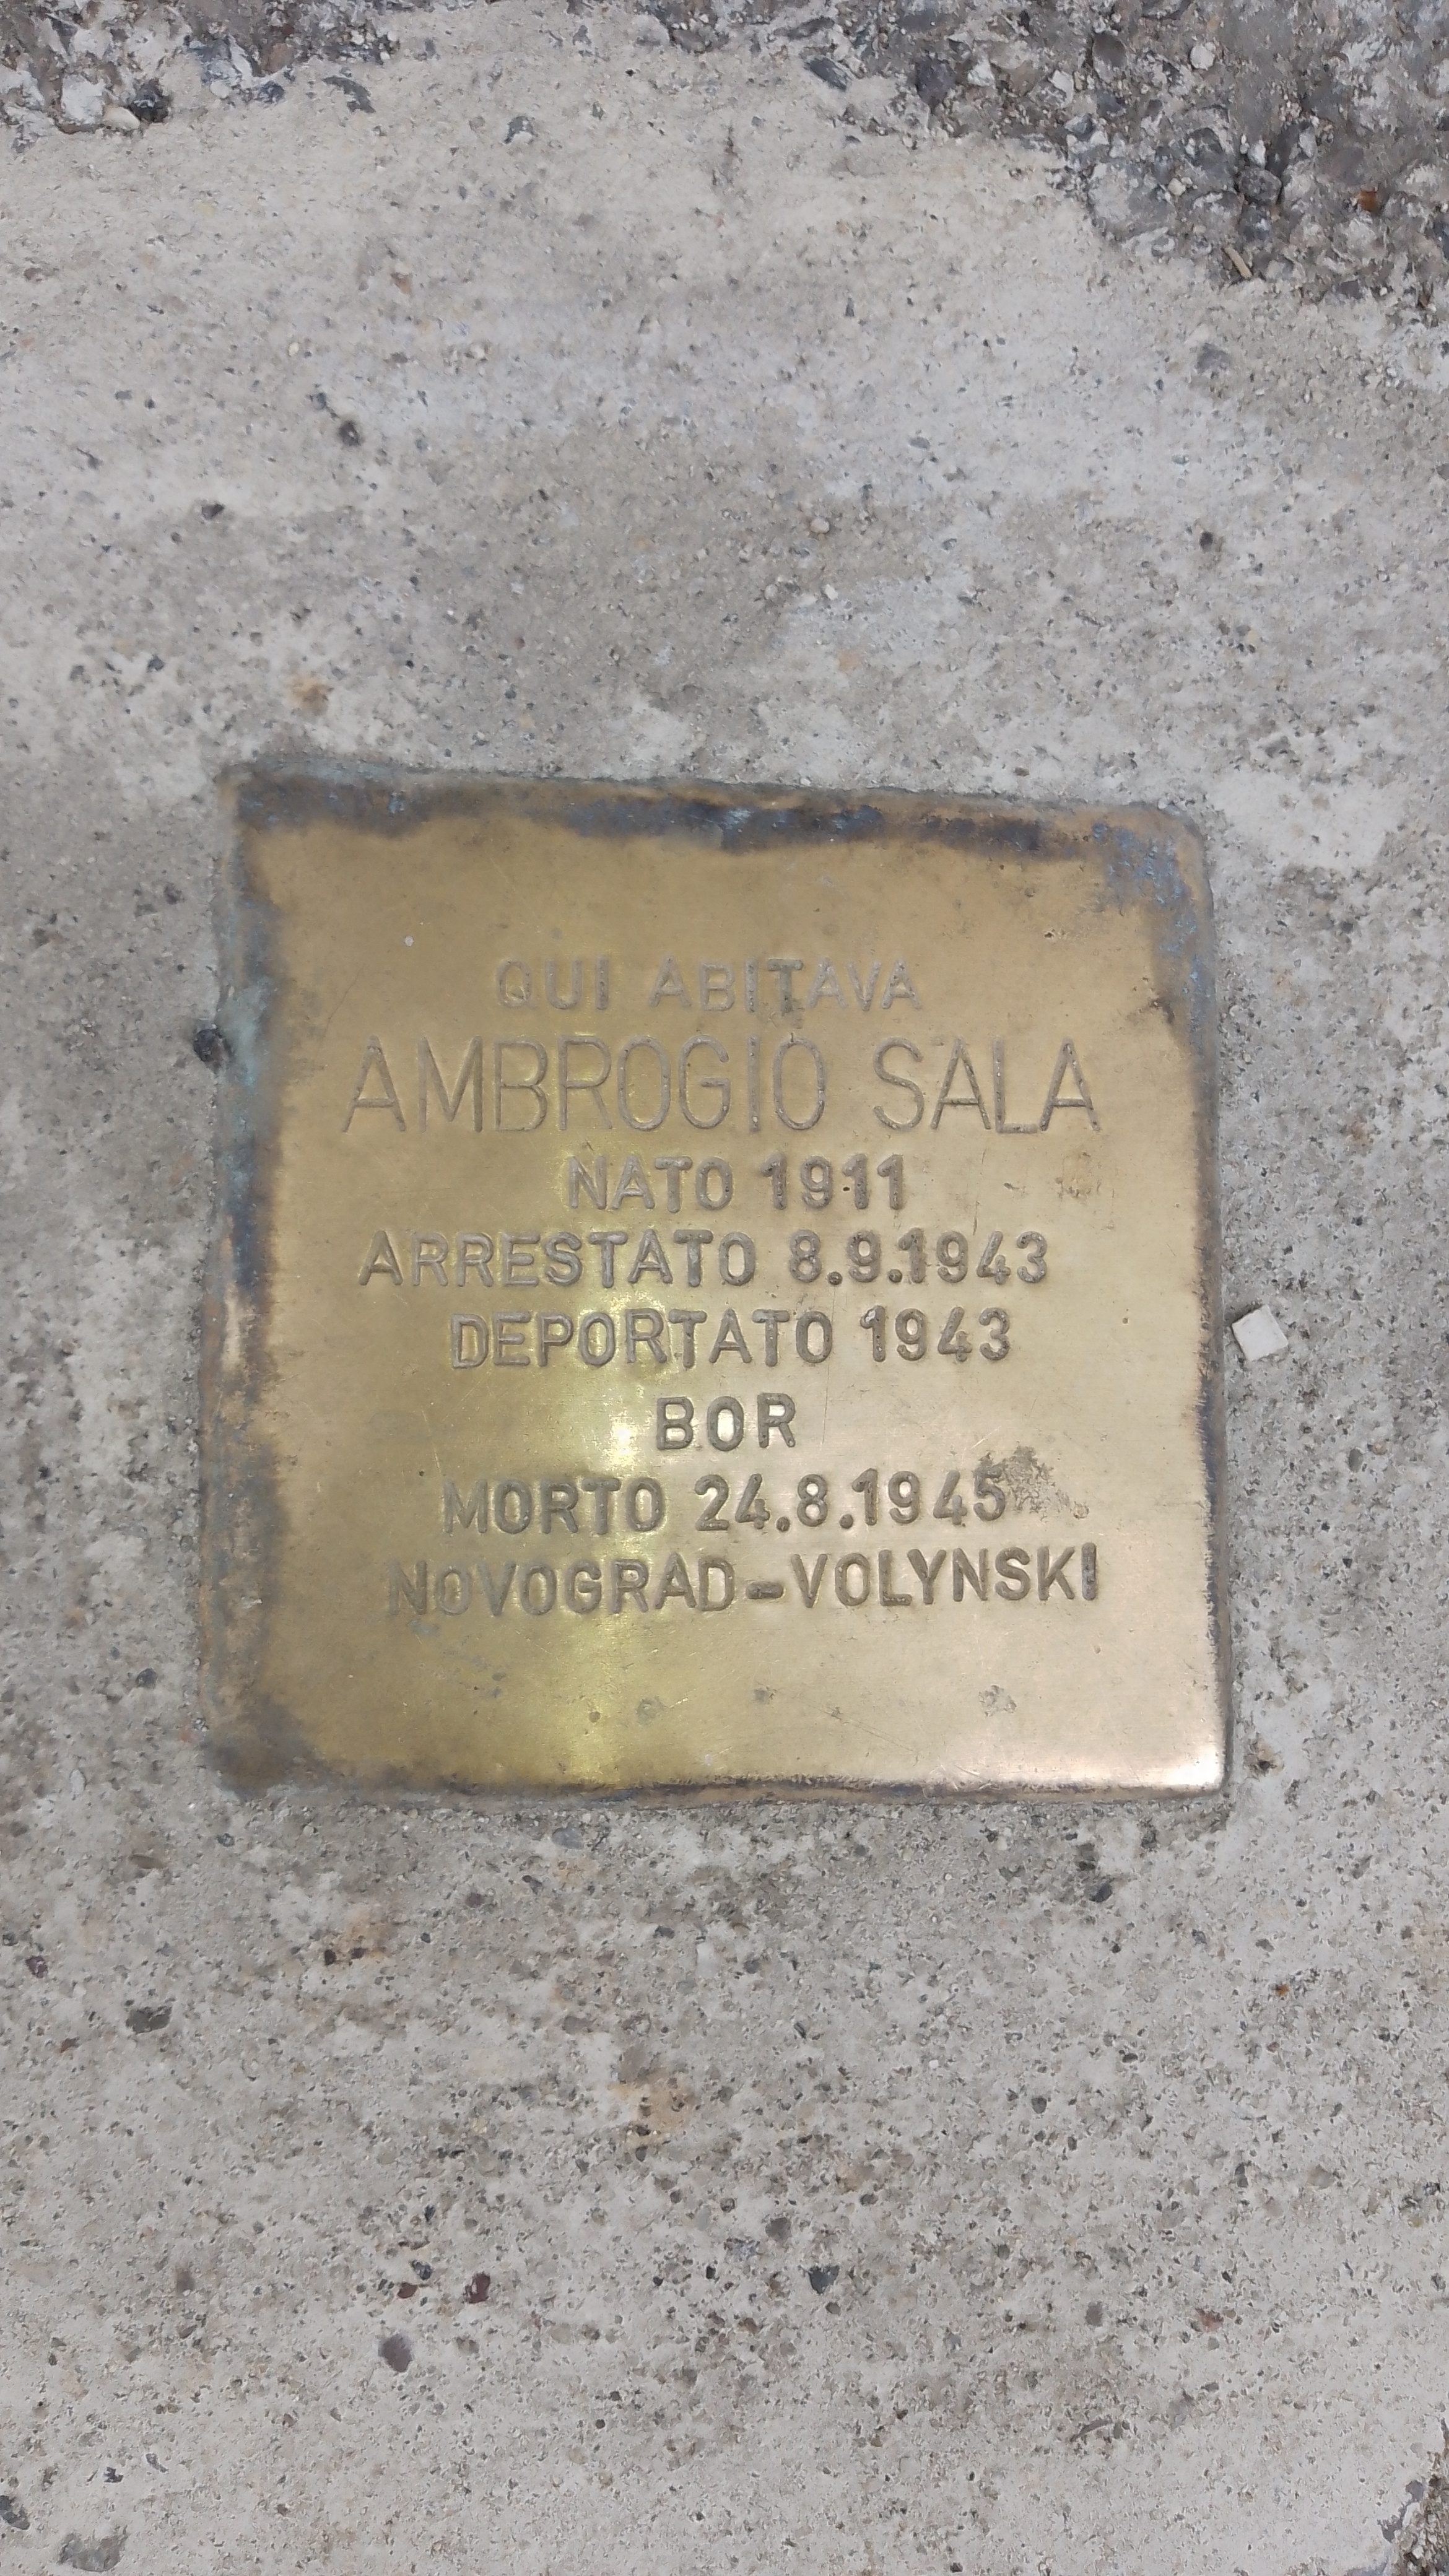 QUI ABITAVA
AMBROGIO SALA
NATO 1911
ARRESTATO 8.9.1943
DEPORTATO 1943
BOR
MORTO 24.8.1945
NOVOGRAD-VOLYNSKI